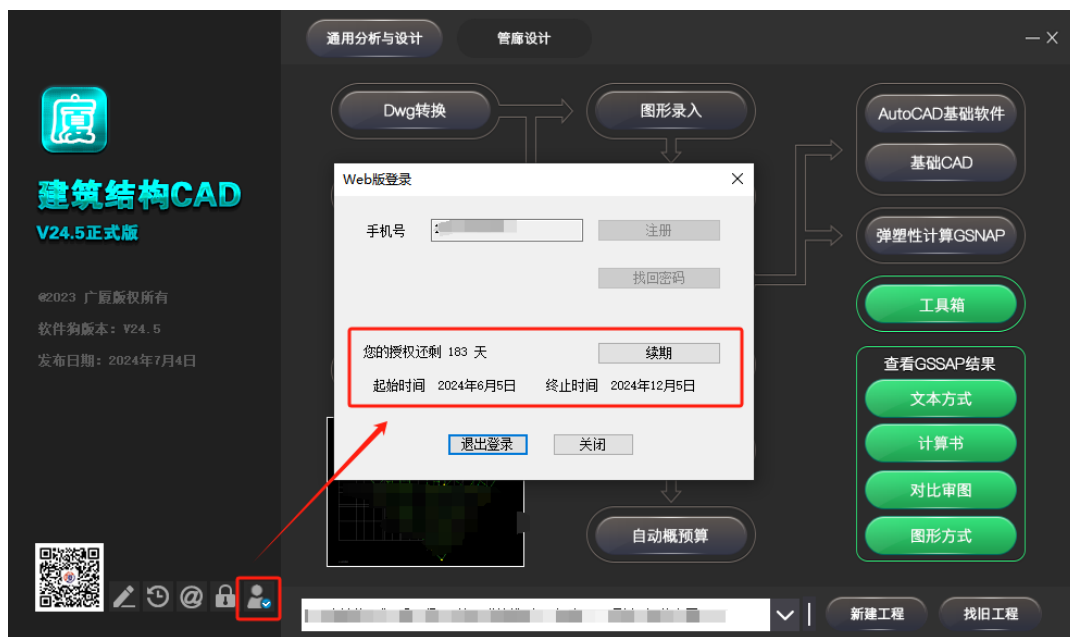 通用分析与设计
管廊设计
Dwg转换
图形录入
AutoCAD基础软件
基础CAD
建筑结构CAD
V24.5正式版
Web版登录
手机号
注册
找回密码
弹塑性计算GSNAP
@2023 广厦版权所有
软件狗版本：V24.5
发布日期：2024年7月4日
工具箱
您的授权还剩 183 天
续期
起始时间 2024年6月5日 终止时间 2024年12月5日
查看GSSAP结果
文本方式
退出登录
关闭
计算书
对比审图
自动概预算
图形方式
新建工程
找旧工程